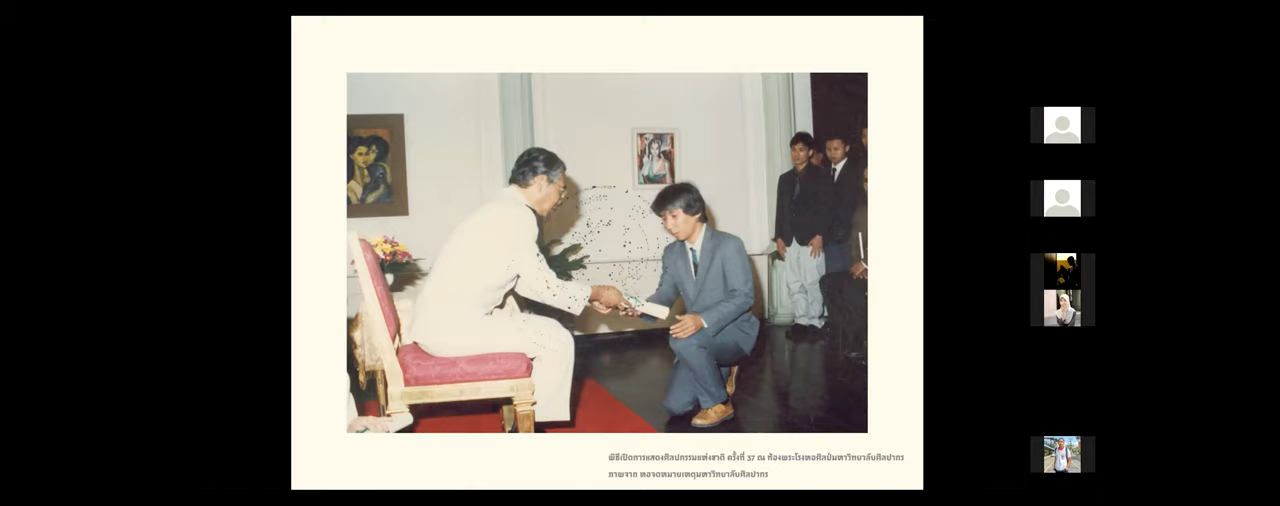 พิธีเปิดการแสดงศิลปกรรมแห่งชาติ ครั้งที่ 37 ณ ท้องพระโรงหอศิลป์มหาวิทยาลัยศิลปากร
ภาพจาก หอจดหมายเหตุมหาวิทยาลัยศิลปากร